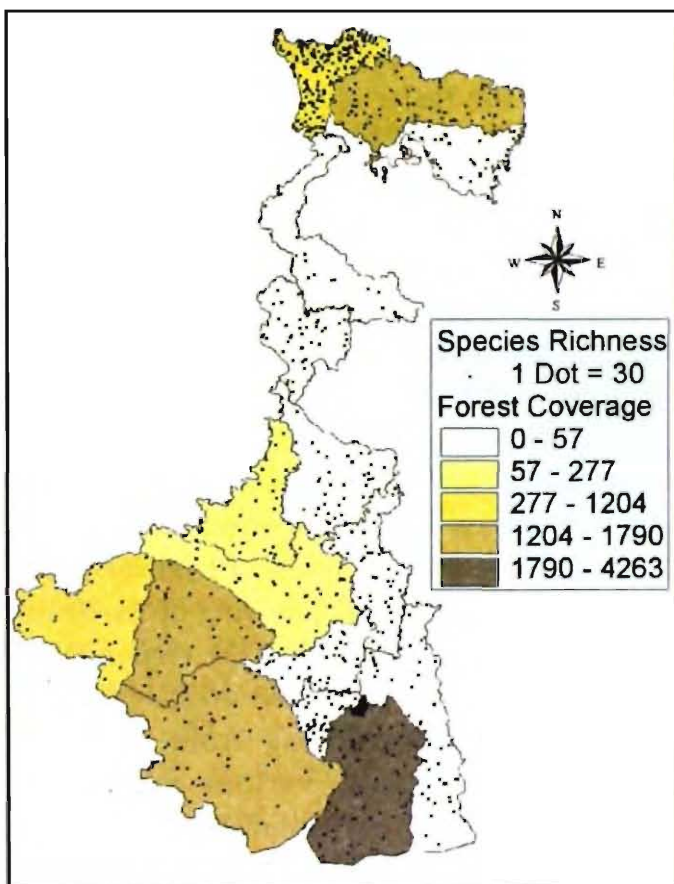 N
W E
S
Species Richness
. 1 Dot = 30
Forest Coverage
0 - 57
57 - 277
277 - 1204
1204 - 1790
1790 - 4263